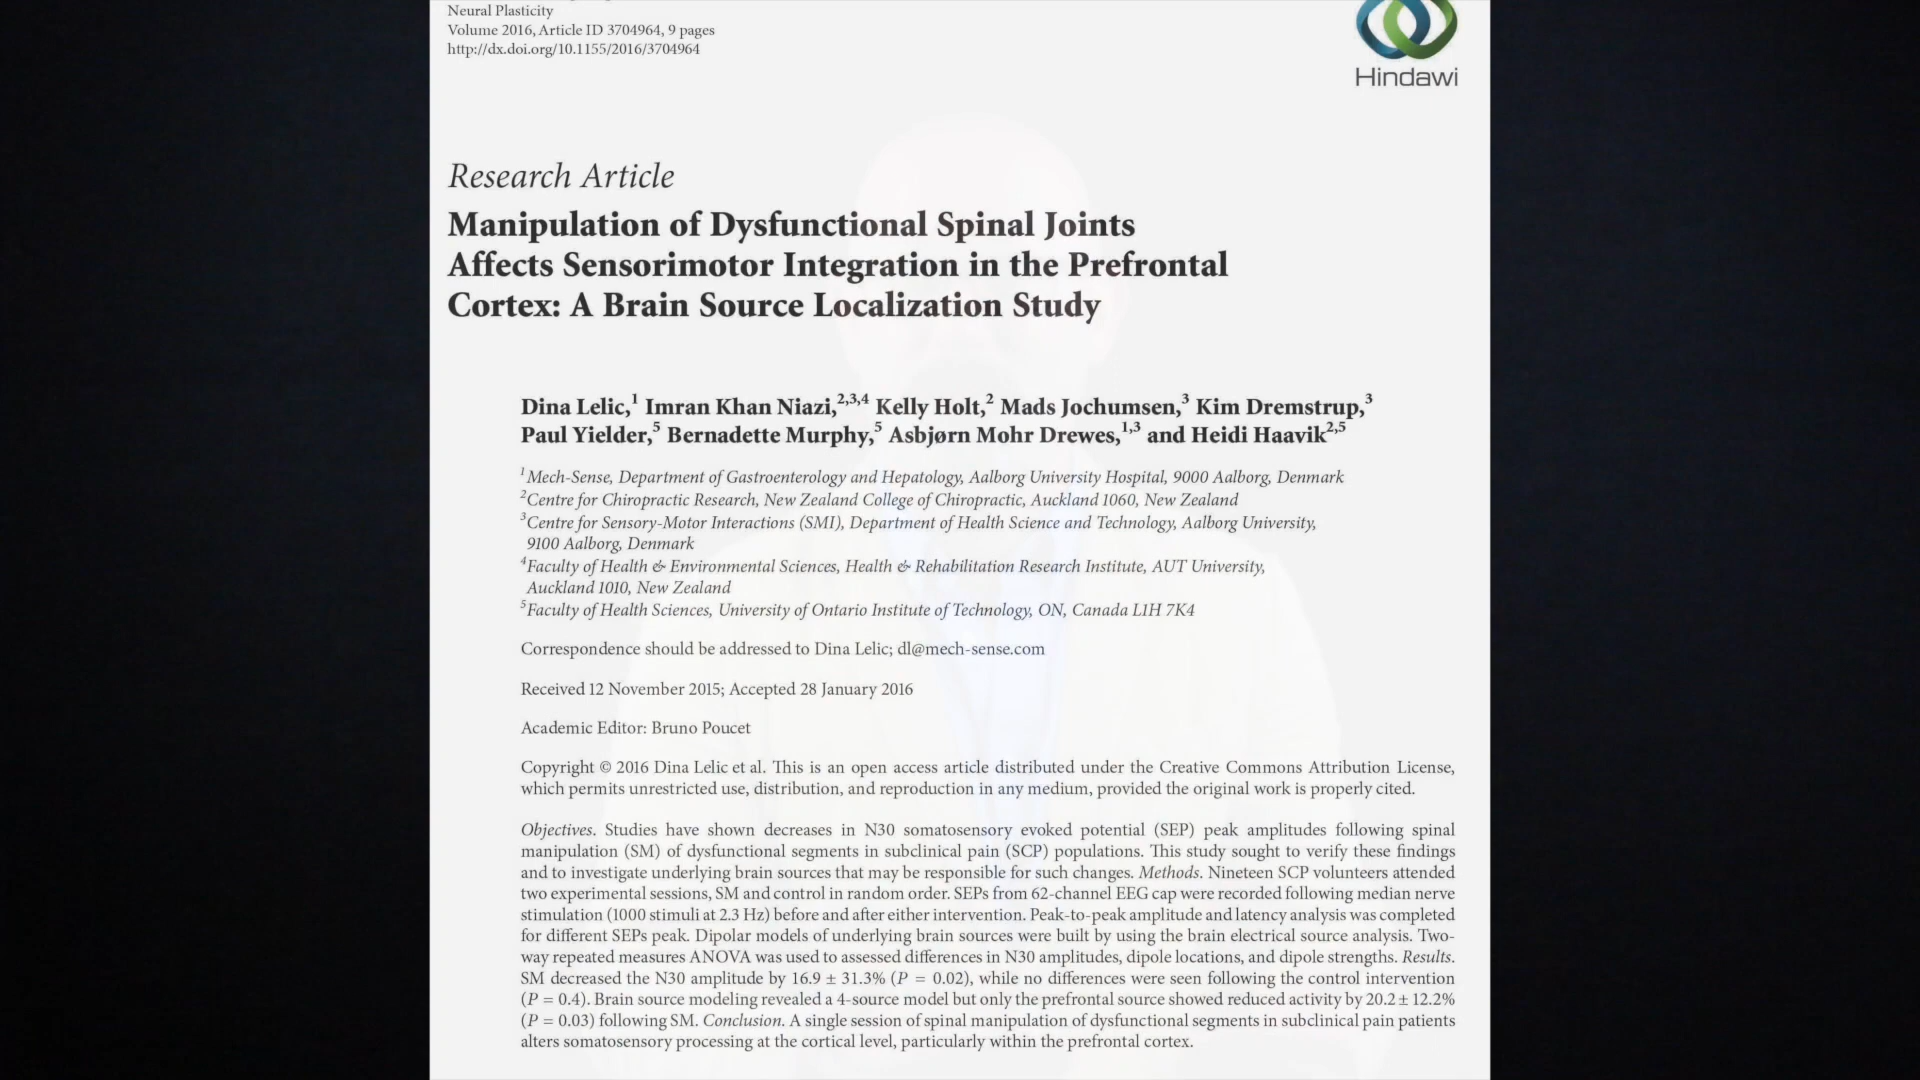 Neural Plasticity
Volume 2016, Article ID 3704964, 9 pages
http://dx.doi.org/10.1155/2016/3704964
Hindawi
Research Article
Manipulation of Dysfunctional Spinal Joints
Affects Sensorimotor Integration in the Prefrontal
Cortex: A Brain Source Localization Study
Dina Lelic,1 Imran Khan Niazi,2,3,4 Kelly Holt,2 Mads Jochumsen,3 Kim Dremstrup,3
Paul Yielder,5 Bernadette Murphy,5 Asbjørn Mohr Drewes,1,3 and Heidi Haavik2,5
1Mech-Sense, Department of Gastroenterology and Hepatology, Aalborg University Hospital, 9000 Aalborg, Denmark
2Centre for Chiropractic Research, New Zealand College of Chiropractic, Auckland 1060, New Zealand
3Centre for Sensory-Motor Interactions (SMI), Department of Health Science and Technology, Aalborg University,
9100 Aalborg, Denmark
4Faculty of Health & Environmental Sciences, Health & Rehabilitation Research Institute, AUT University,
Auckland 1010, New Zealand
5Faculty of Health Sciences, University of Ontario Institute of Technology, ON, Canada L1H 7K4
Correspondence should be addressed to Dina Lelic; dl@mech-sense.com
Received 12 November 2015; Accepted 28 January 2016
Academic Editor: Bruno Poucet
Copyright © 2016 Dina Lelic et al. This is an open access article distributed under the Creative Commons Attribution License,
which permits unrestricted use, distribution, and reproduction in any medium, provided the original work is properly cited.
Objectives. Studies have shown decreases in N30 somatosensory evoked potential (SEP) peak amplitudes following spinal
manipulation (SM) of dysfunctional segments in subclinical pain (SCP) populations. This study sought to verify these findings
and to investigate underlying brain sources that may be responsible for such changes. Methods. Nineteen SCP volunteers attended
two experimental sessions, SM and control in random order. SEPs from 62-channel EEG cap were recorded following median nerve
stimulation (1000 stimuli at 2.3 Hz) before and after either intervention. Peak-to-peak amplitude and latency analysis was completed
for different SEPs peak. Dipolar models of underlying brain sources were built by using the brain electrical source analysis. Two-
way repeated measures ANOVA was used to assessed differences in N30 amplitudes, dipole locations, and dipole strengths. Results.
SM decreased the N30 amplitude by 16.9 ± 31.3% (P = 0.02), while no differences were seen following the control intervention
(P = 0.4). Brain source modeling revealed a 4-source model but only the prefrontal source showed reduced activity by 20.2 ± 12.2%
(P = 0.03) following SM. Conclusion. A single session of spinal manipulation of dysfunctional segments in subclinical pain patients
alters somatosensory processing at the cortical level, particularly within the prefrontal cortex.